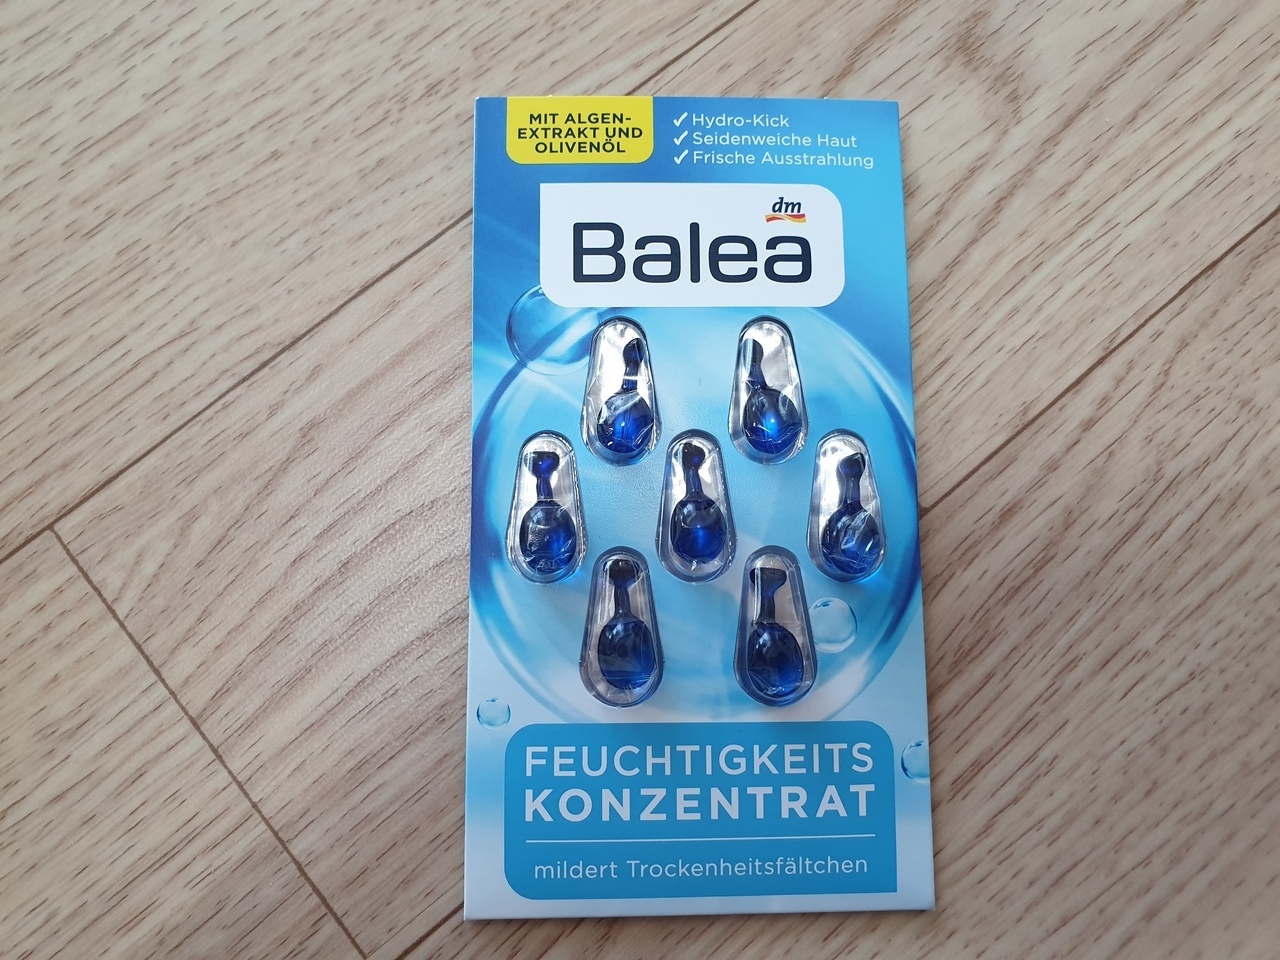 MIT ALGEN-
EXTRAKT UND
OLIVENÖL
✓ Hydro-Kick
✓ Seidenweiche Haut
✓ Frische Ausstrahlung
dm
Balea
FEUCHTIGKEITS
KONZENTRAT
mildert Trockenheitsfältchen